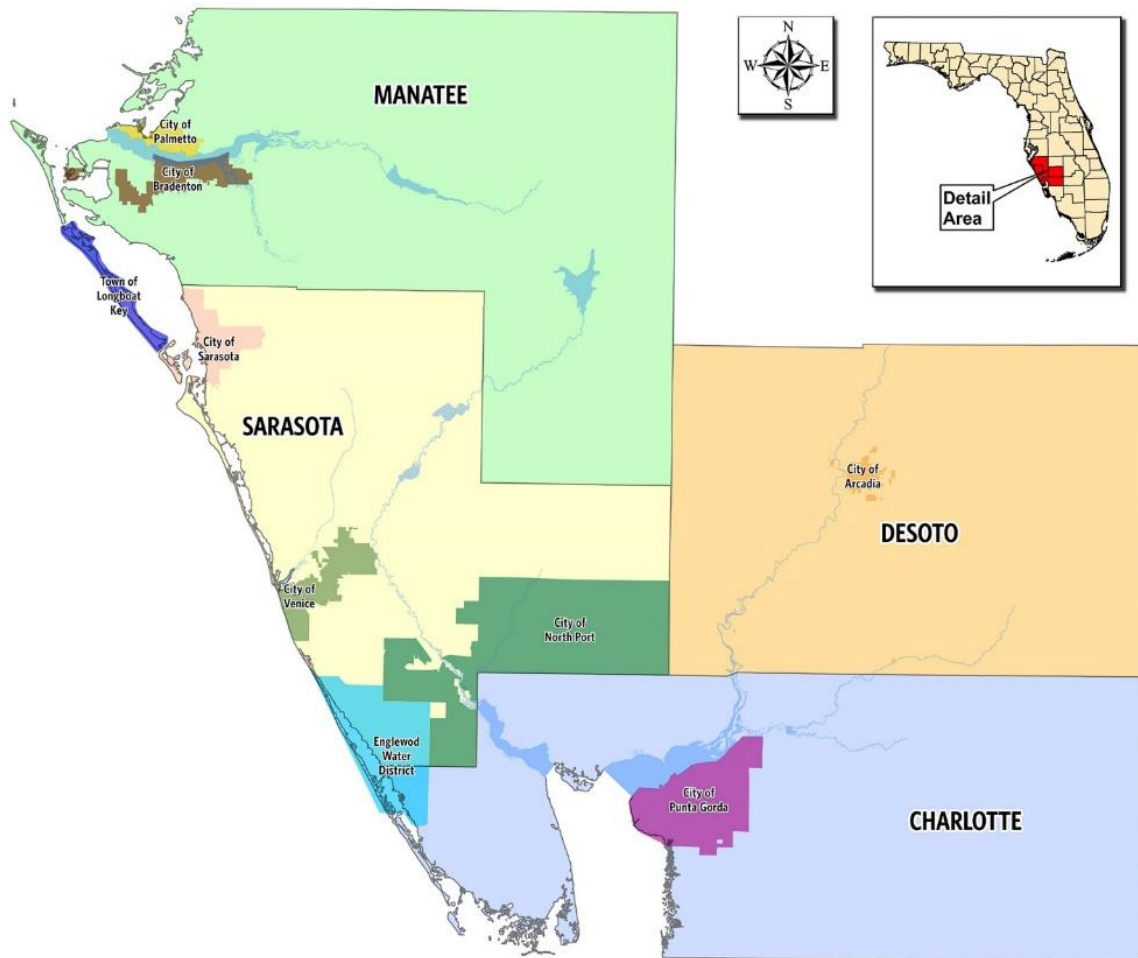 N
W
E
S
Detail
Area
MANATEE
City of
Palmetto
City of
Bradenton
Town of
Longboat
Key
City of
Sarasota
SARASOTA
City of
Arcadia
DESOTO
City of
Venice
City of
North Port
Englewod
Water
District
City of
Punta Gorda
CHARLOTTE